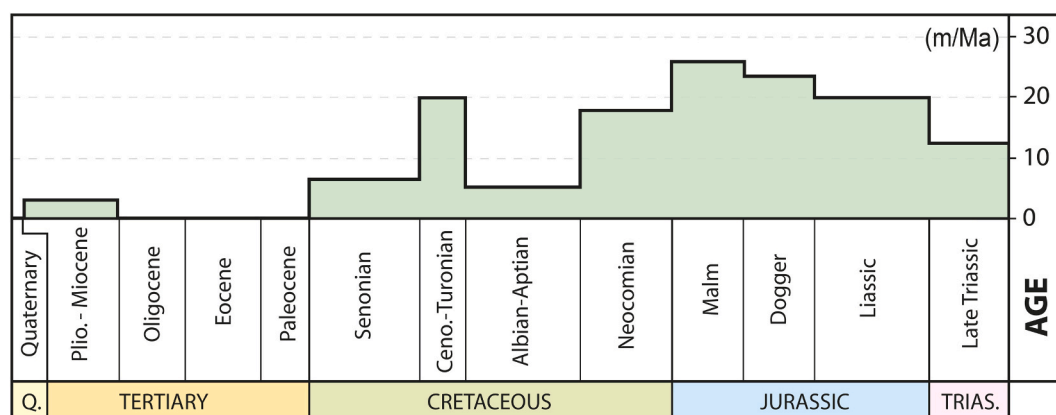 (m/Ma)
30
20
10
0
Quaternary
Plio. - Miocene
Oligocene
Eocene
Paleocene
Senonian
Ceno.-Turonian
Albian-Aptian
Neocomian
Malm
Dogger
Liassic
Late Triassic
AGE
Q.
TERTIARY
CRETACEOUS
JURASSIC
TRIAS.